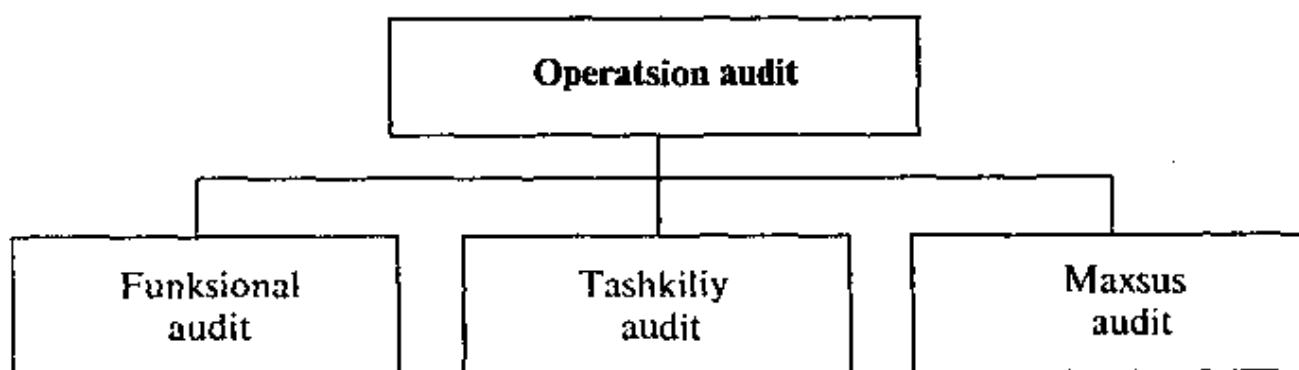 Operatsion audit
Funksional
audit
Tashkiliy
audit
Maxsus
audit